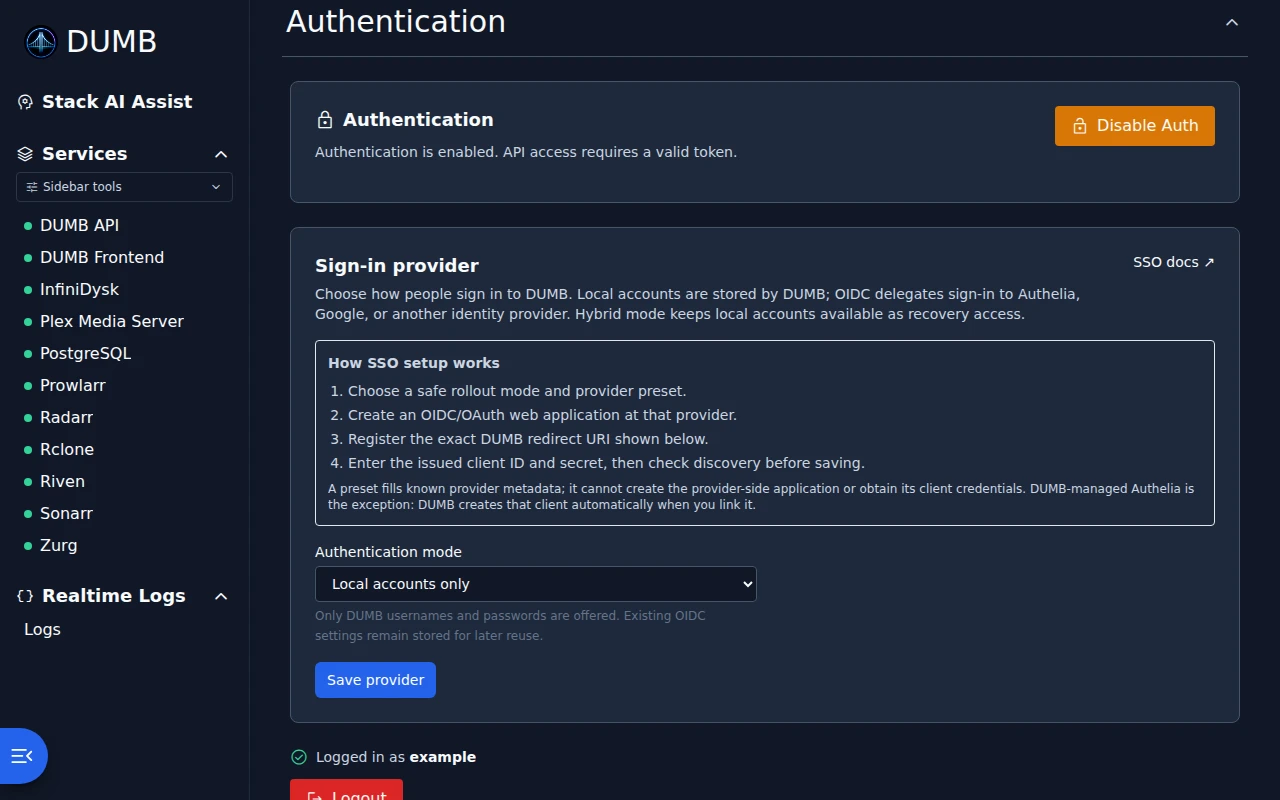 DUMB
Stack AI Assist
Services
Sidebar tools
DUMB API
DUMB Frontend
InfiniDysk
Plex Media Server
PostgreSQL
Prowlarr
Radarr
Rclone
Riven
Sonarr
Zurg
Realtime Logs
Logs
Authentication
Authentication
Disable Auth
Authentication is enabled. API access requires a valid token.
Sign-in provider
SSO docs ↗
Choose how people sign in to DUMB. Local accounts are stored by DUMB; OIDC delegates sign-in to Authelia,
Google, or another identity provider. Hybrid mode keeps local accounts available as recovery access.
How SSO setup works
1. Choose a safe rollout mode and provider preset.
2. Create an OIDC/OAuth web application at that provider.
3. Register the exact DUMB redirect URI shown below.
4. Enter the issued client ID and secret, then check discovery before saving.
A preset fills known provider metadata; it cannot create the provider-side application or obtain its client credentials. DUMB-managed Authelia is
the exception: DUMB creates that client automatically when you link it.
Authentication mode
Local accounts only
Only DUMB usernames and passwords are offered. Existing OIDC
settings remain stored for later reuse.
Save provider
Logged in as example
Logout